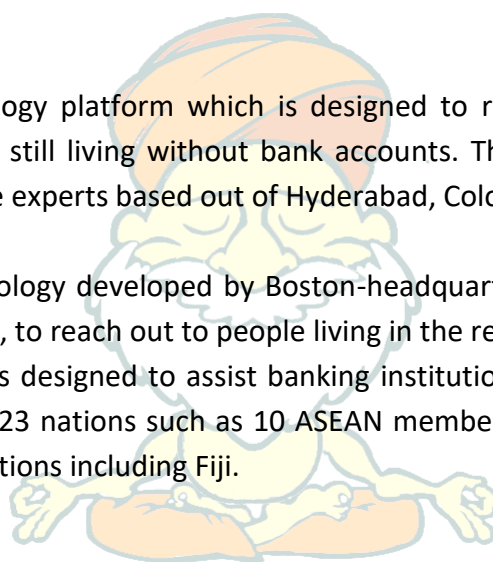 ogy platform which is designed to r
still living without bank accounts. Th
e experts based out of Hyderabad, Colo
ology developed by Boston-headquart
, to reach out to people living in the re
s designed to assist banking institutio
23 nations such as 10 ASEAN membe
tions including Fiji.